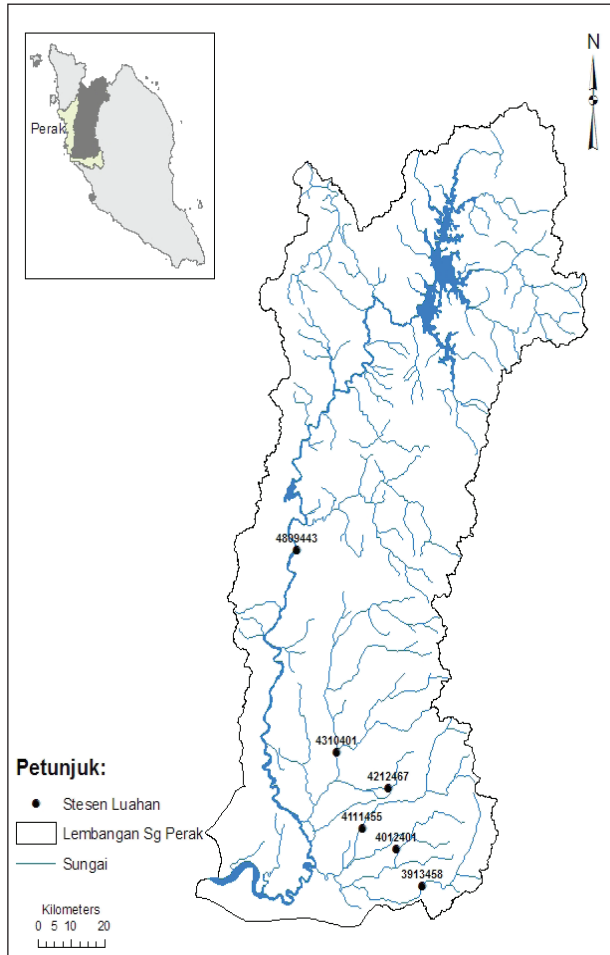 Perak
N
4809443
4310401
4212467
4111455
4012401
3913458
Petunjuk:
Stesen Luahan
Lembangan Sg Perak
Sungai
Kilometers
0 5 10 20